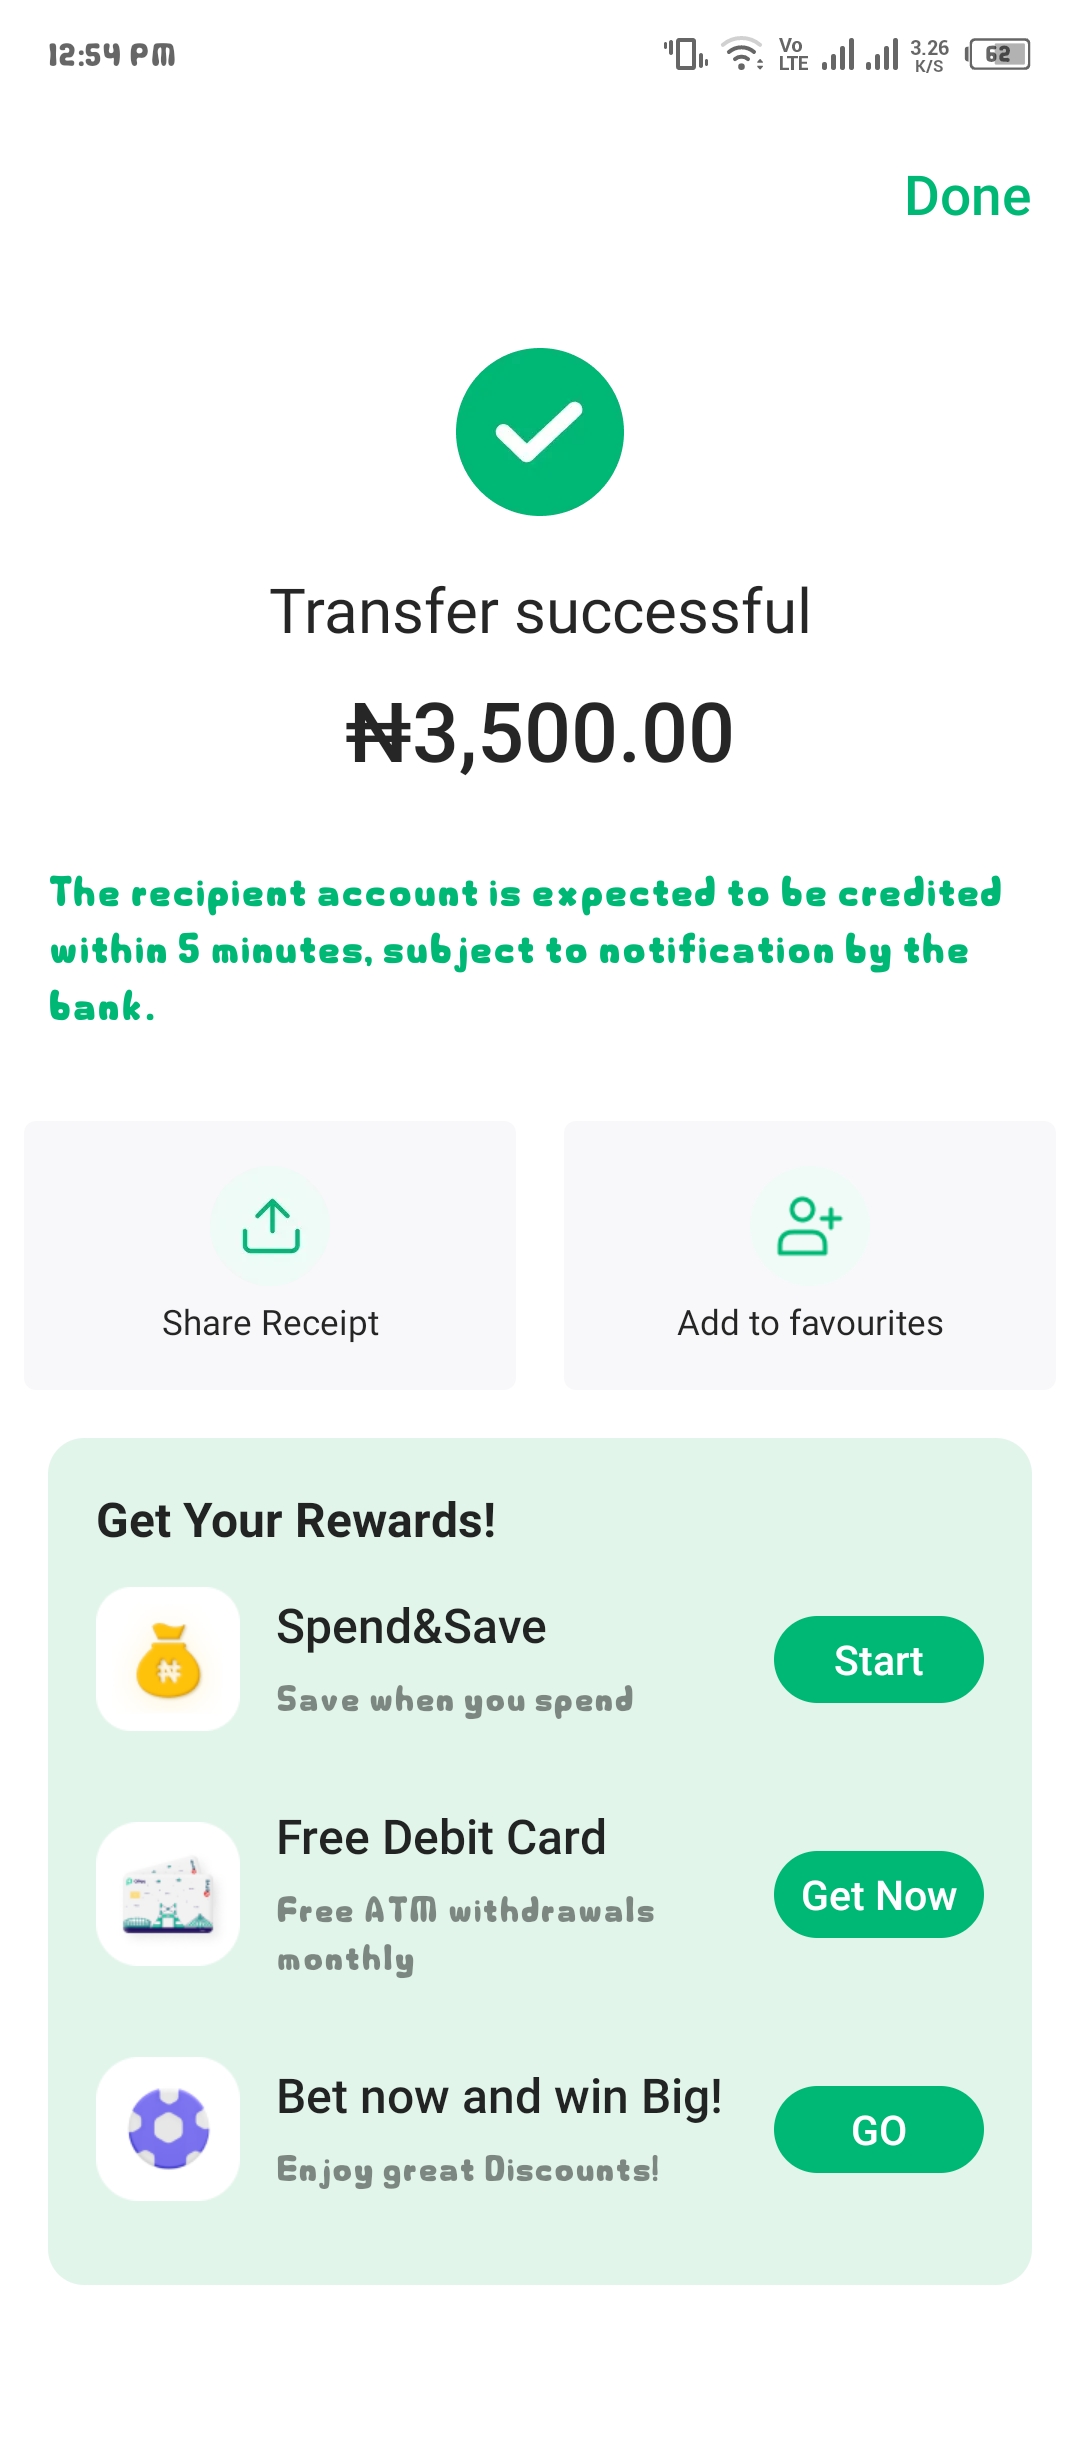 12:54 PM
Vo LTE 3.26 K/S 62
Done
Transfer successful
₦3,500.00
The recipient account is expected to be credited
within 5 minutes, subject to notification by the
bank.
Share Receipt
Add to favourites
Get Your Rewards!
Spend&Save
Save when you spend
Start
Free Debit Card
Free ATM withdrawals
monthly
Get Now
Bet now and win Big!
Enjoy great Discounts!
GO